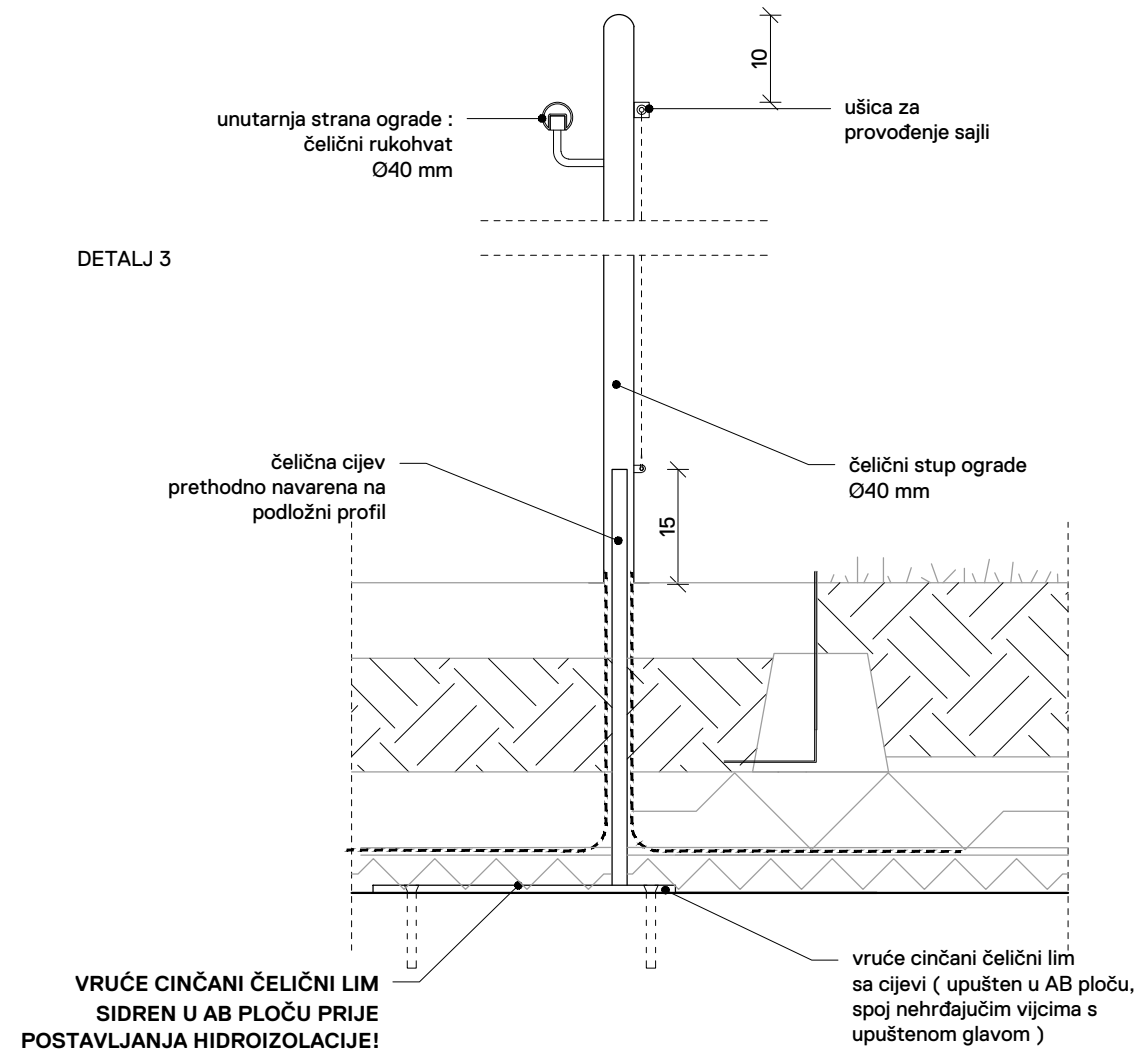 10
unutarnja strana ograde :
čelični rukohvat
Ø40 mm
ušica za
provođenje sajli
DETALJ 3
čelična cijev
prethodno navarena na
podložni profil
čelični stup ograde
Ø40 mm
15
VRUĆE CINČANI ČELIČNI LIM
SIDREN U AB PLOČU PRIJE
POSTAVLJANJA HIDROIZOLACIJE!
vruće cinčani čelični lim
sa cijevi ( upušten u AB ploču,
spoj nehrđajučim vijcima s
upuštenom glavom )